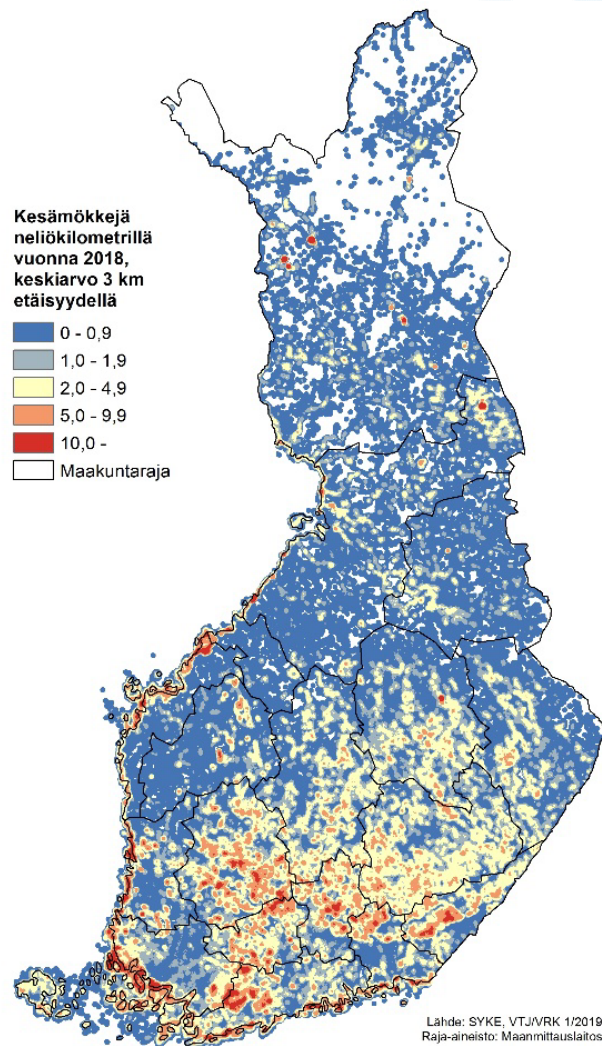 Kesämökkejä
neliökilometrillä
vuonna 2018,
keskiarvo 3 km
etäisyydellä
0 - 0,9
1,0 - 1,9
2,0 - 4,9
5,0 - 9,9
10,0 -
Maakuntaraja
Lähde: SYKE, VTJ/VRK 1/2019
Raja-aineisto: Maanmittauslaitos